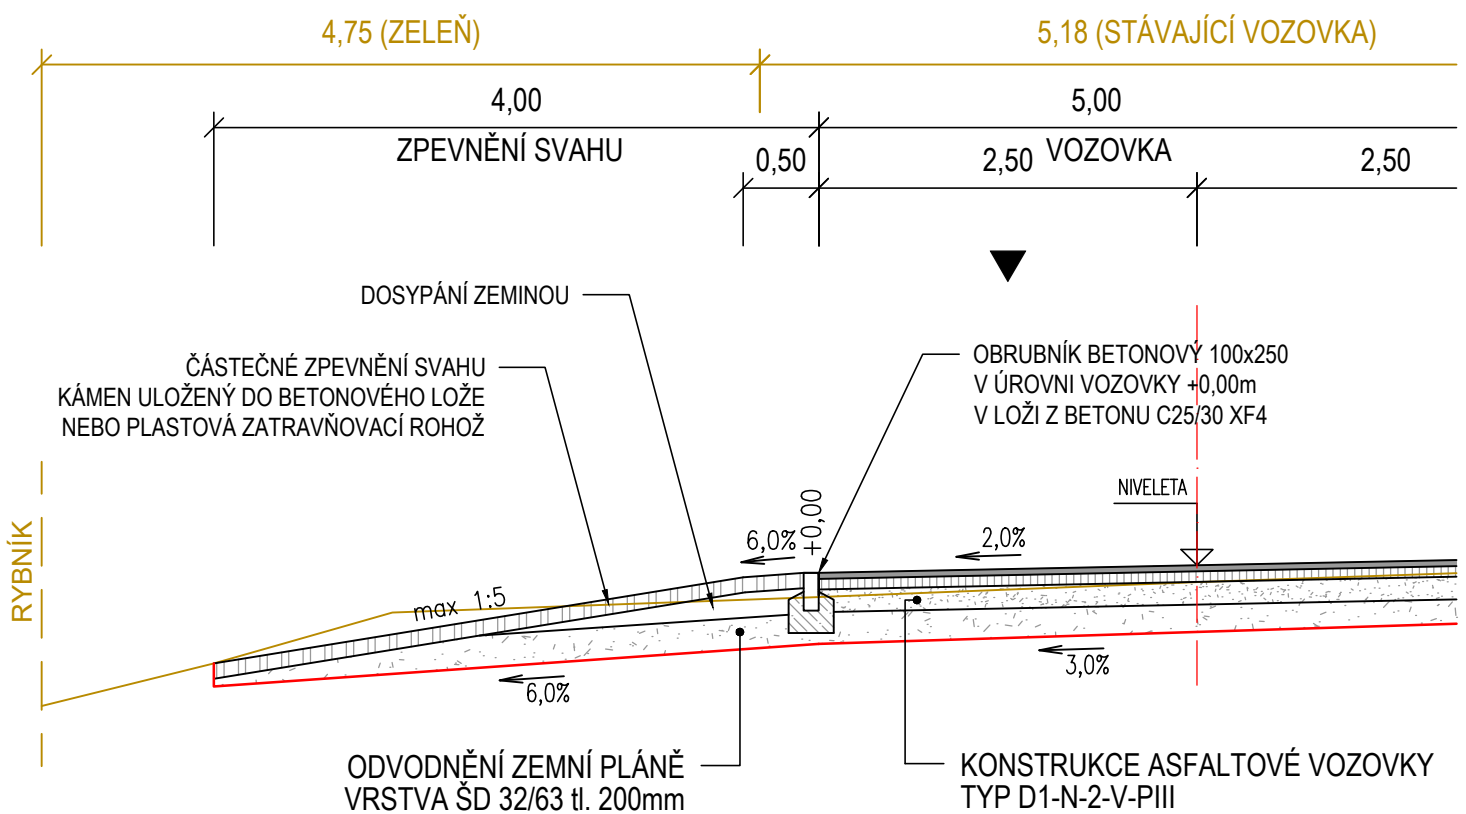 4,75 (ZELEŇ)
5,18 (STÁVAJÍCÍ VOZOVKA)
4,00
5,00
ZPEVNĚNÍ SVAHU
VOZOVKA
0,50
2,50
2,50
DOSYPÁNÍ ZEMINOU
ČÁSTEČNÉ ZPEVNĚNÍ SVAHU
KÁMEN ULOŽENÝ DO BETONOVÉHO LOŽE
NEBO PLASTOVÁ ZATRAVŇOVACÍ ROHOŽ
OBRUBNÍK BETONOVÝ 100x250
V ÚROVNI VOZOVKY +0,00m
V LOŽI Z BETONU C25/30 XF4
NIVELETA
+0,00
6,0%
2,0%
RYBNÍK
max 1:5
6,0%
3,0%
ODVODNĚNÍ ZEMNÍ PLÁNĚ
VRSTVA ŠD 32/63 tl. 200mm
KONSTRUKCE ASFALTOVÉ VOZOVKY
TYP D1-N-2-V-PIII